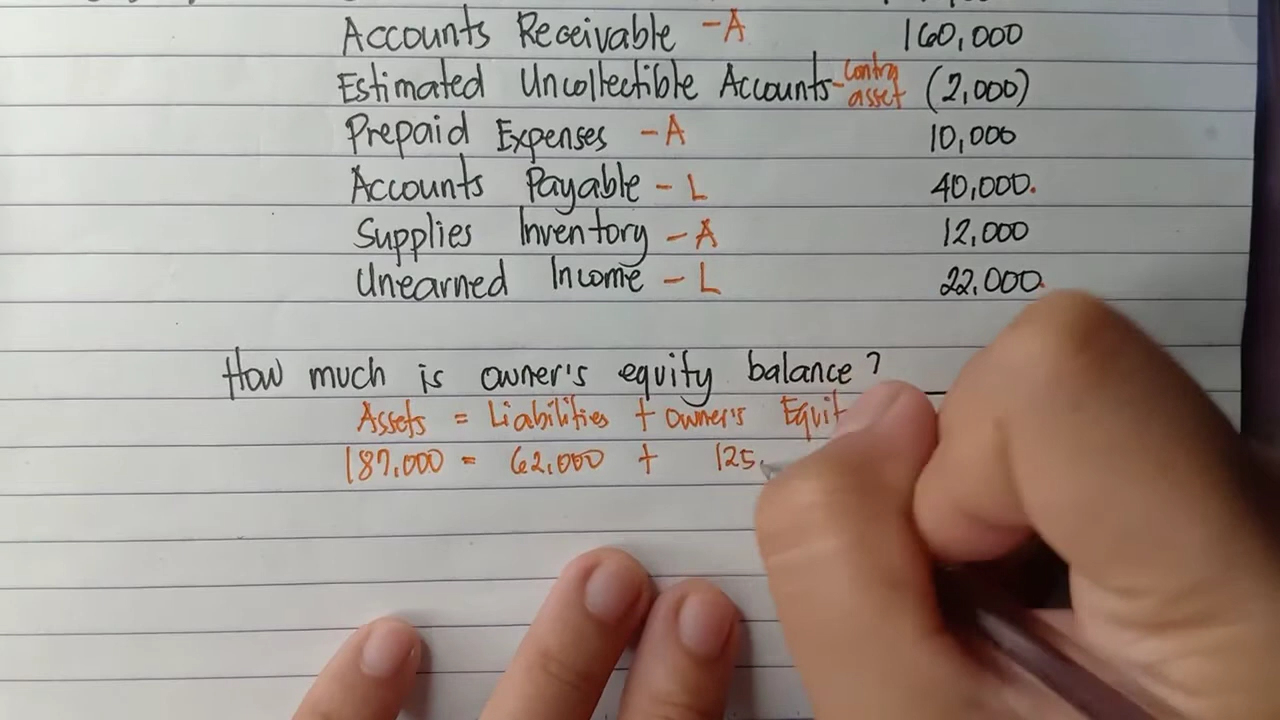 Accounts Receivable - A 160,000
Estimated Uncollectible Accounts - contra asset (2,000)
Prepaid Expenses - A 10,000
Accounts Payable - L 40,000.
Supplies Inventory - A 12,000
Unearned Income - L 22,000.
How much is owner's equity balance?
Assets = Liabilities + Owner's Equit
187,000 = 62,000 + 125,